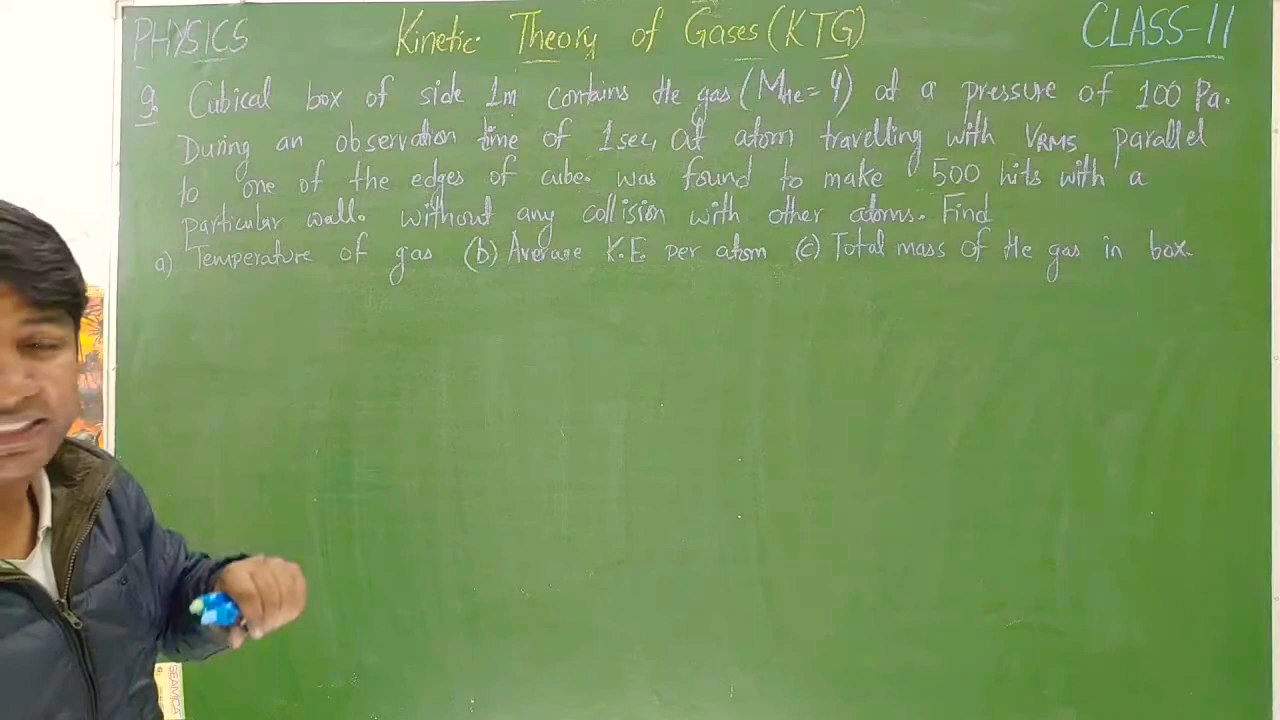 PHYSICS Kinetic Theory of Gases (KTG) CLASS-11
Q. Cubical box of side 1m contains He gas (MHe = 4) at a pressure of 100 Pa.
During an observation time of 1sec, at atom travelling with VRMS parallel
to one of the edges of cube. was found to make 500 hits with a
particular wall. without any collision with other atoms. Find
a) Temperature of gas (b) Average K.E. per atom (c) Total mass of He gas in box.
SEAMICA